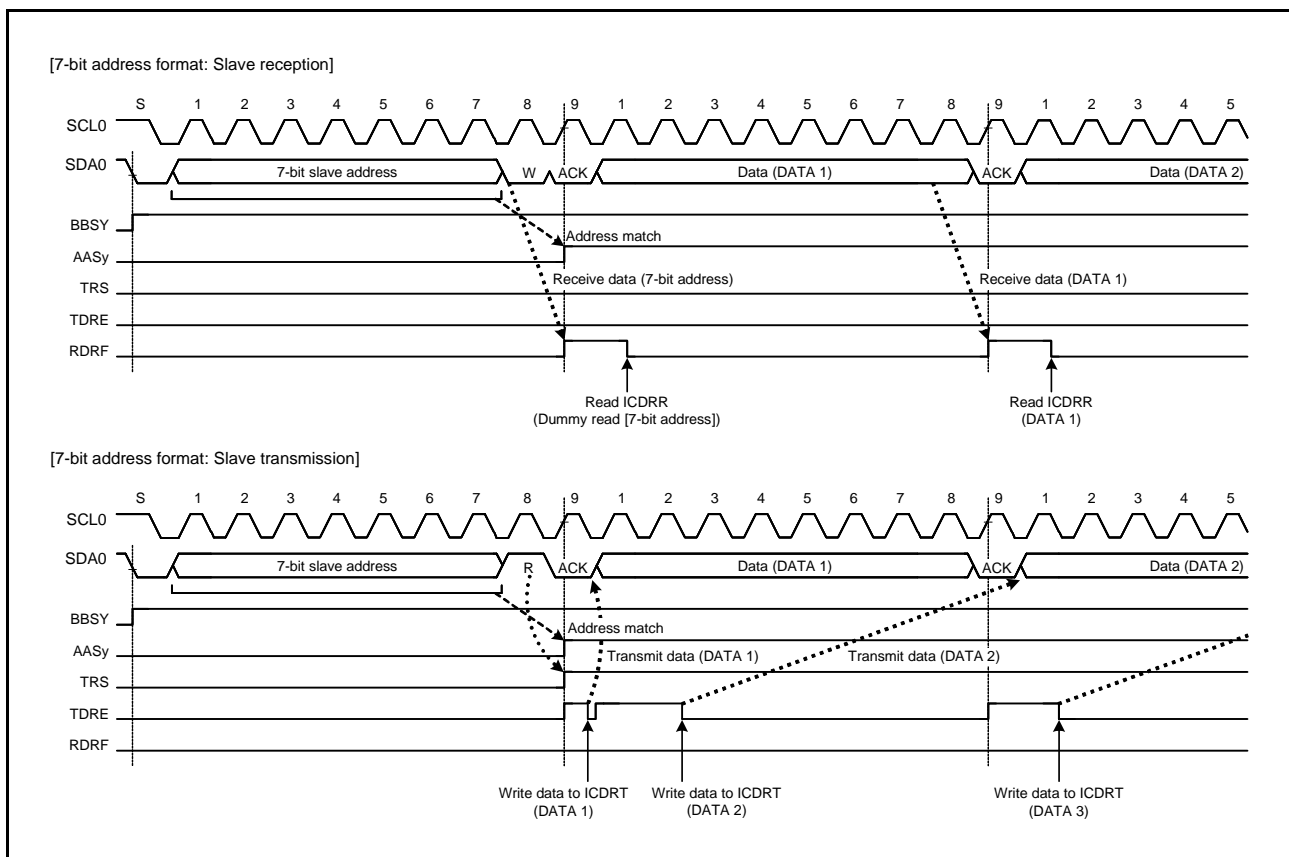 [7-bit address format: Slave reception]
S 1 2 3 4 5 6 7 8 9 1 2 3 4 5 6 7 8 9 1 2 3 4 5
SCL0
SDA0
7-bit slave address W ACK Data (DATA 1) ACK Data (DATA 2)
BBSY
Address match
AASy
Receive data (7-bit address) Receive data (DATA 1)
TRS
TDRE
RDRF
Read ICDRR Read ICDRR
(Dummy read [7-bit address]) (DATA 1)
[7-bit address format: Slave transmission]
S 1 2 3 4 5 6 7 8 9 1 2 3 4 5 6 7 8 9 1 2 3 4 5
SCL0
SDA0
7-bit slave address R ACK Data (DATA 1) ACK Data (DATA 2)
BBSY
Address match
AASy
Transmit data (DATA 1) Transmit data (DATA 2)
TRS
TDRE
RDRF
Write data to ICDRT Write data to ICDRT Write data to ICDRT
(DATA 1) (DATA 2) (DATA 3)